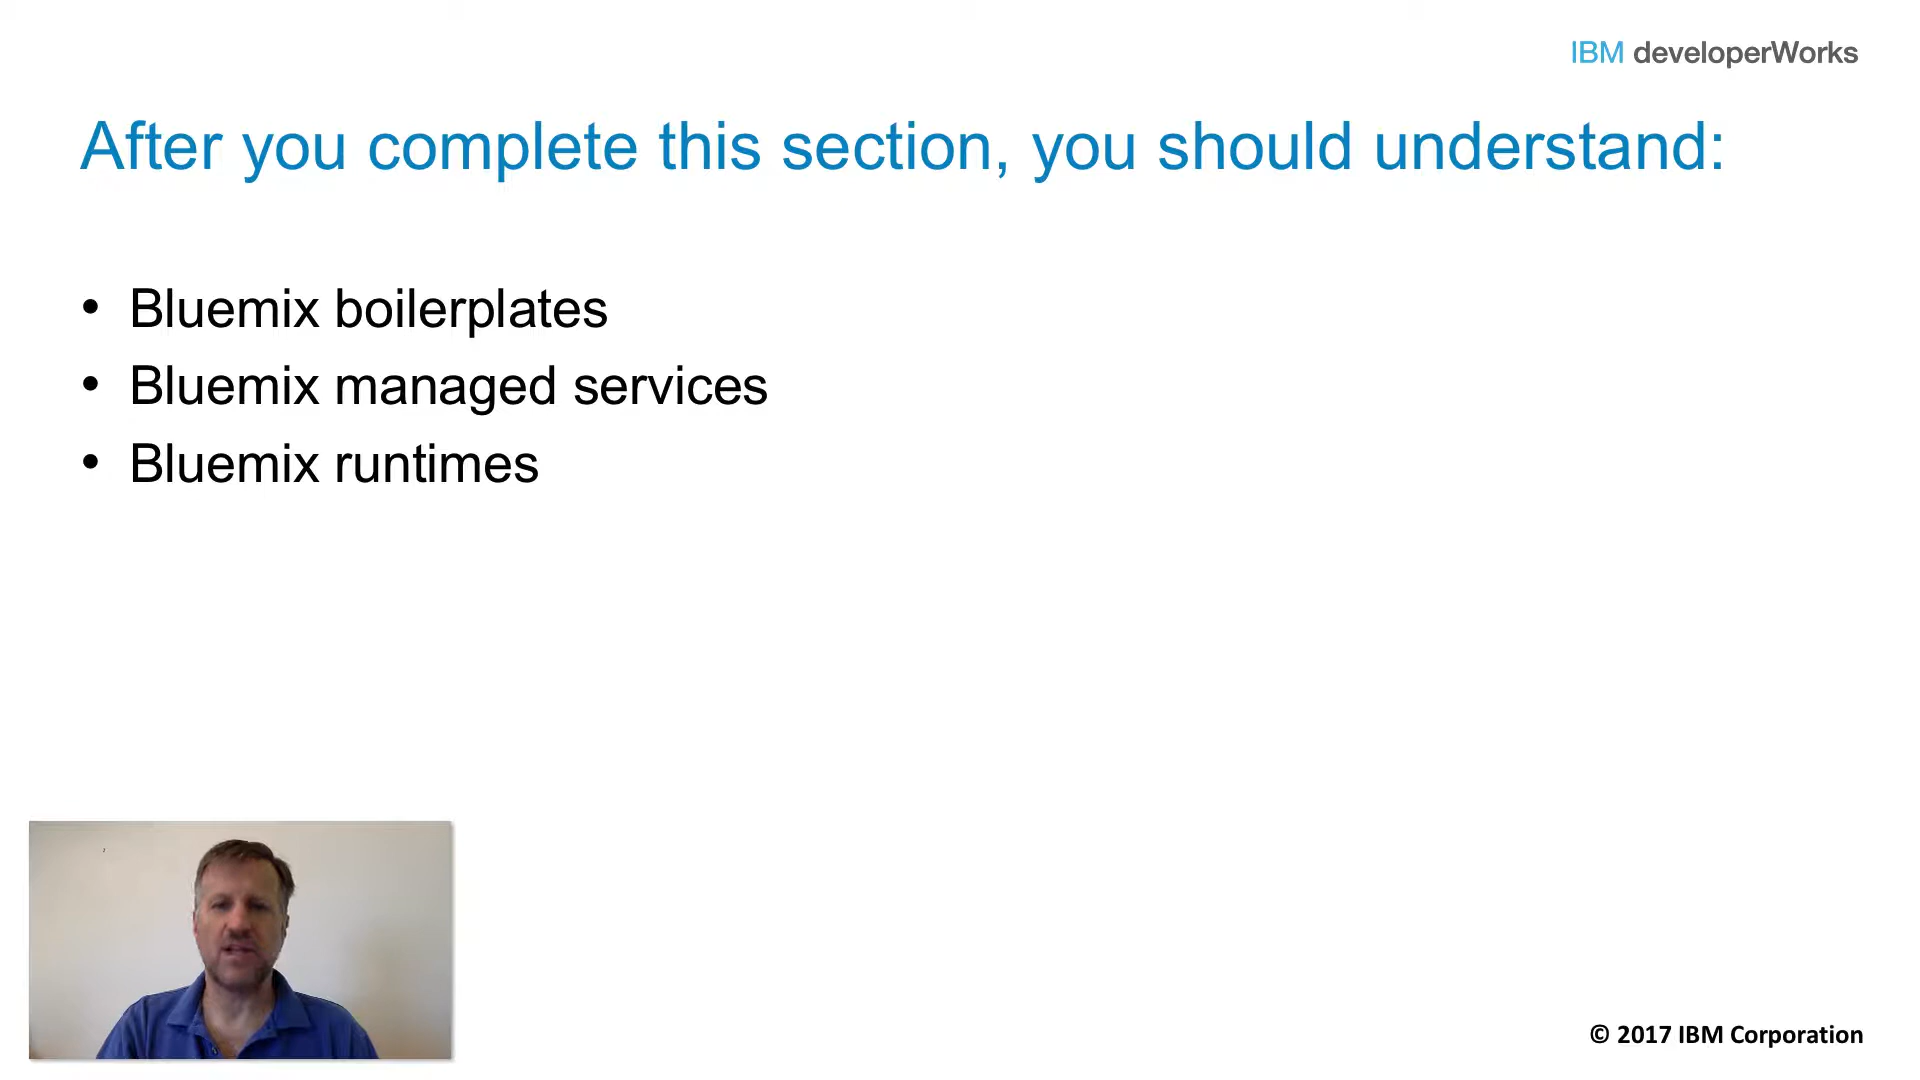 IBM developerWorks
After you complete this section, you should understand:
• Bluemix boilerplates
• Bluemix managed services
• Bluemix runtimes
© 2017 IBM Corporation